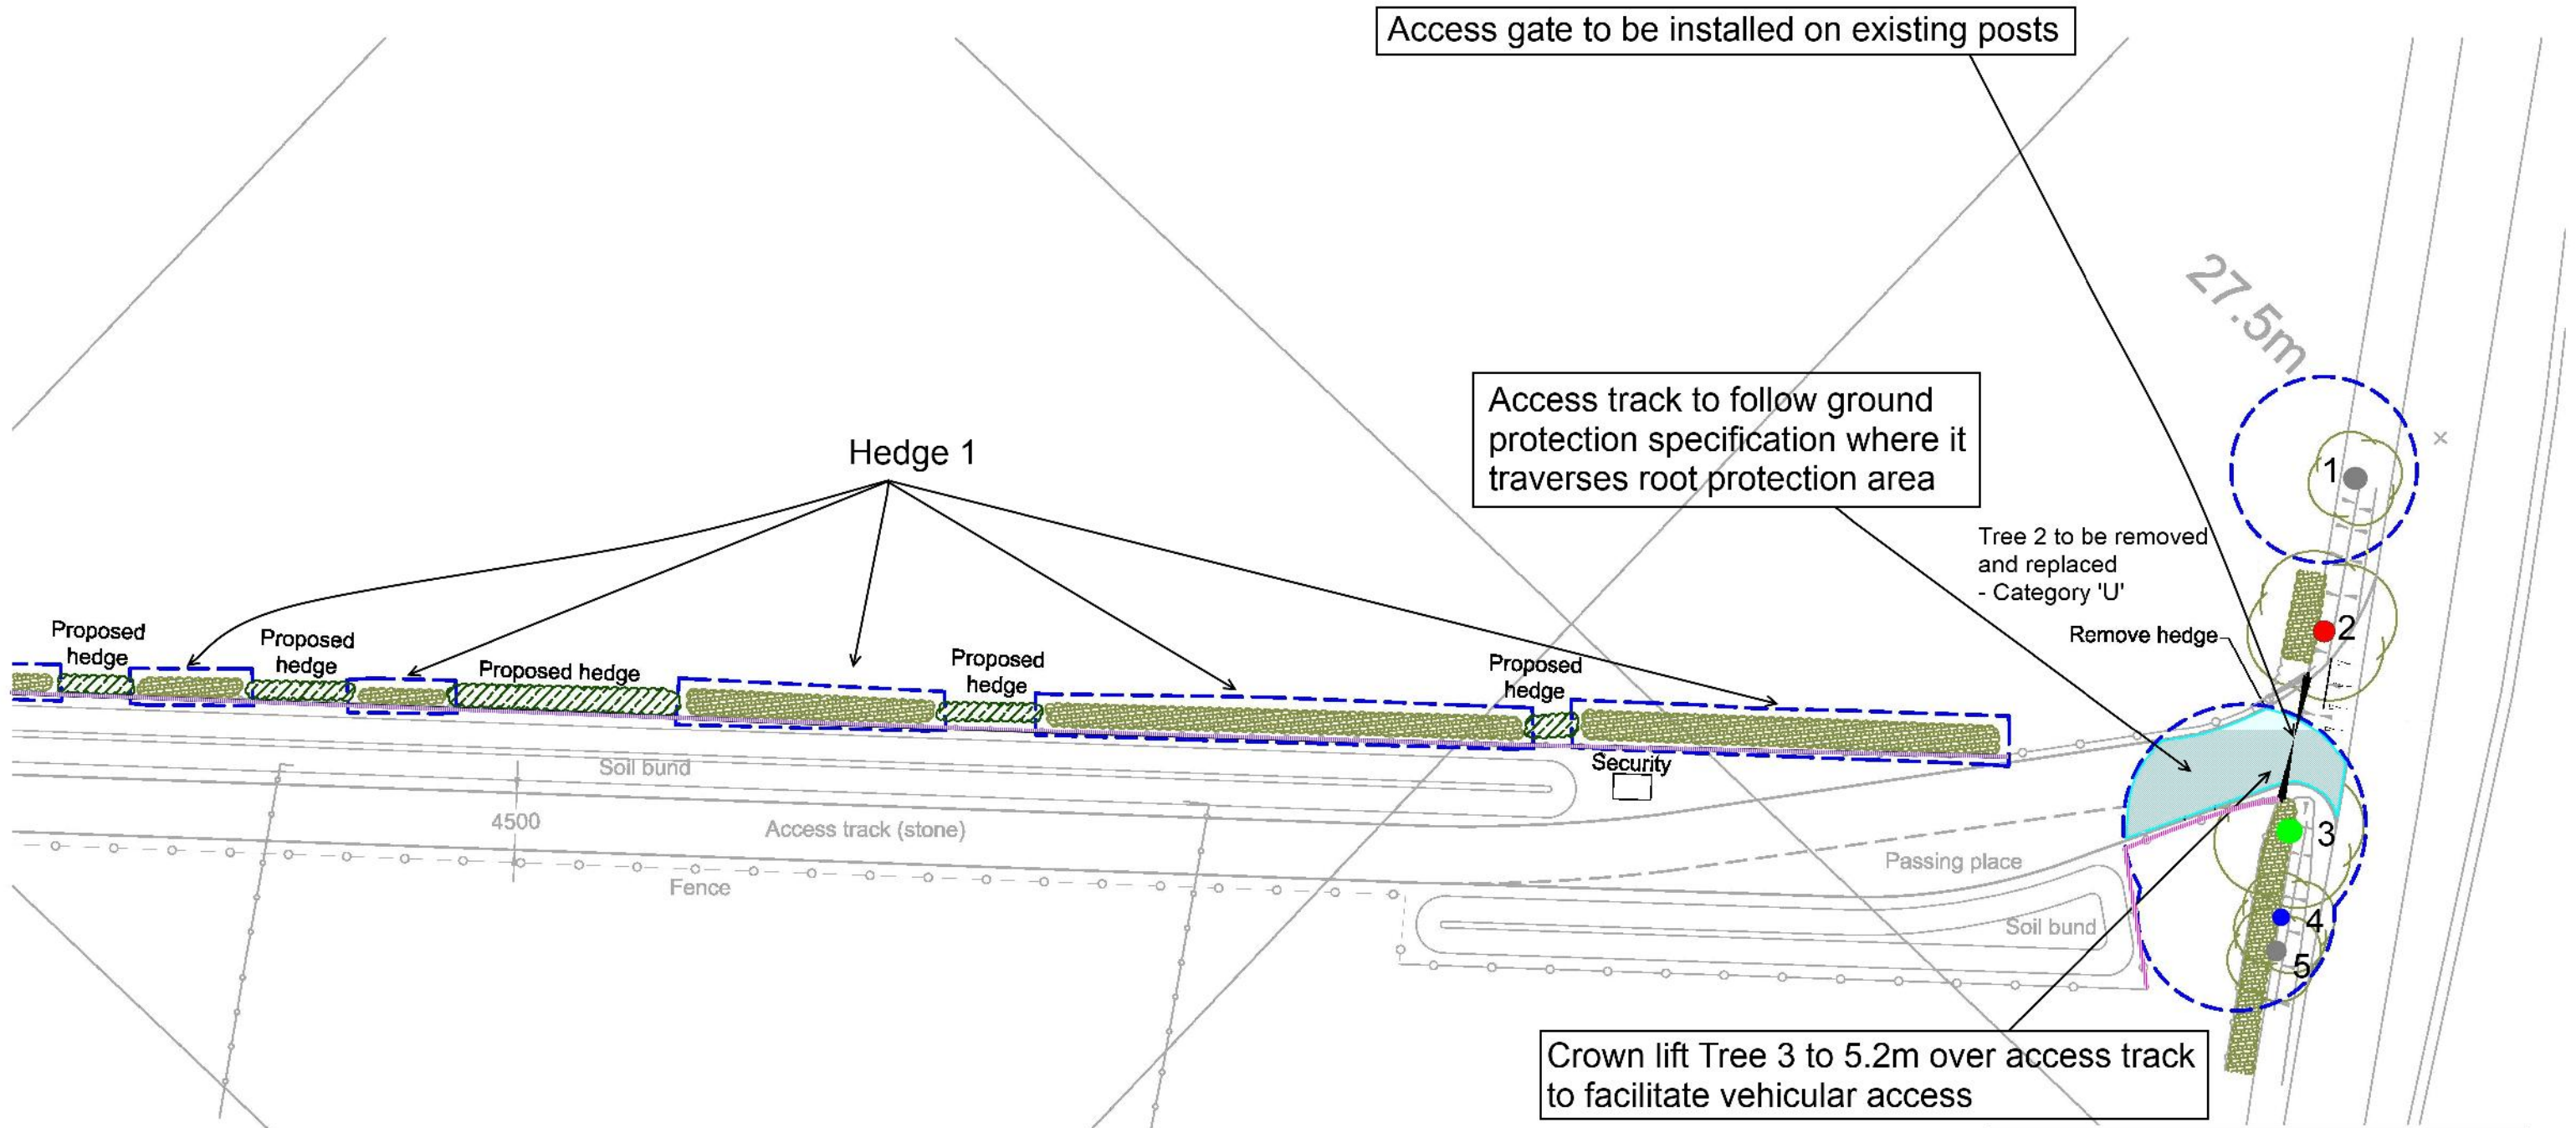 Access gate to be installed on existing posts
27.5m
Access track to follow ground
protection specification where it
traverses root protection area
Hedge 1
1
Tree 2 to be removed
and replaced
- Category 'U'
2
Remove hedge
Proposed
hedge
Proposed
hedge
Proposed hedge
Proposed
hedge
Proposed
hedge
Security
Soil bund
4500
Access track (stone)
Fence
3
Passing place
4
Soil bund
5
Crown lift Tree 3 to 5.2m over access track
to facilitate vehicular access